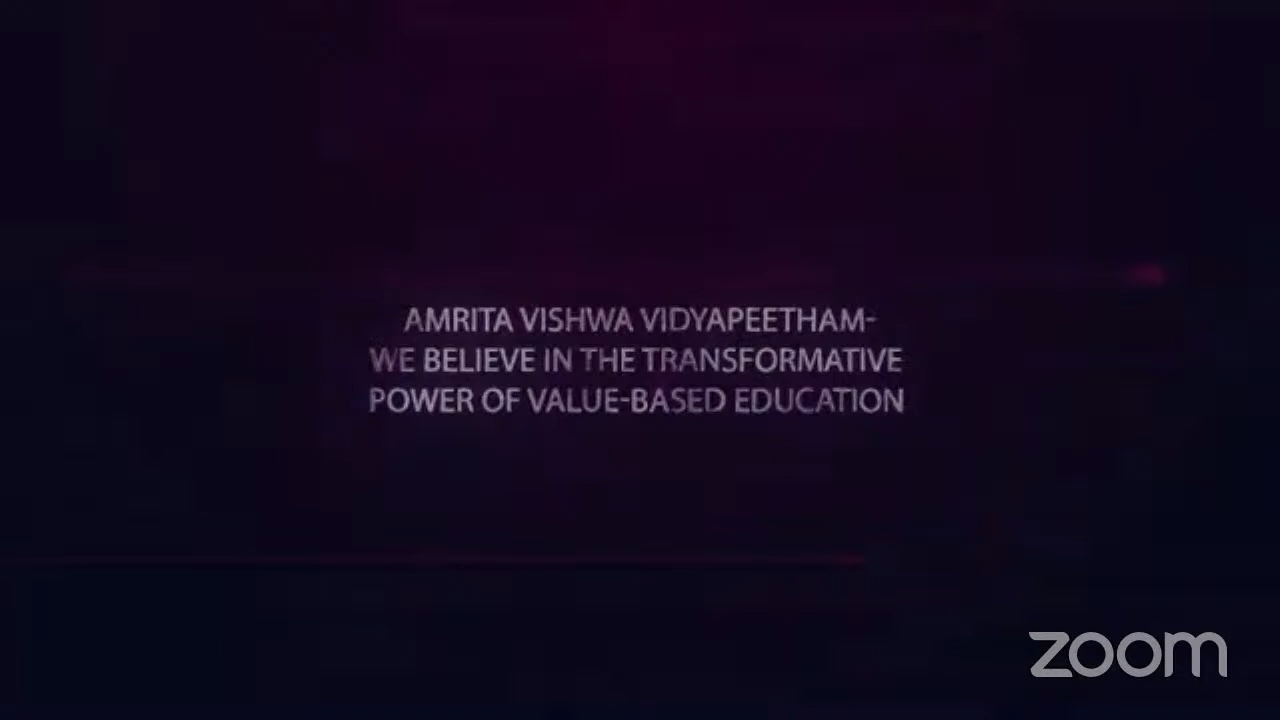 AMRITA VISHWA VIDYAPEETHAM-
WE BELIEVE IN THE TRANSFORMATIVE
POWER OF VALUE-BASED EDUCATION
zoom